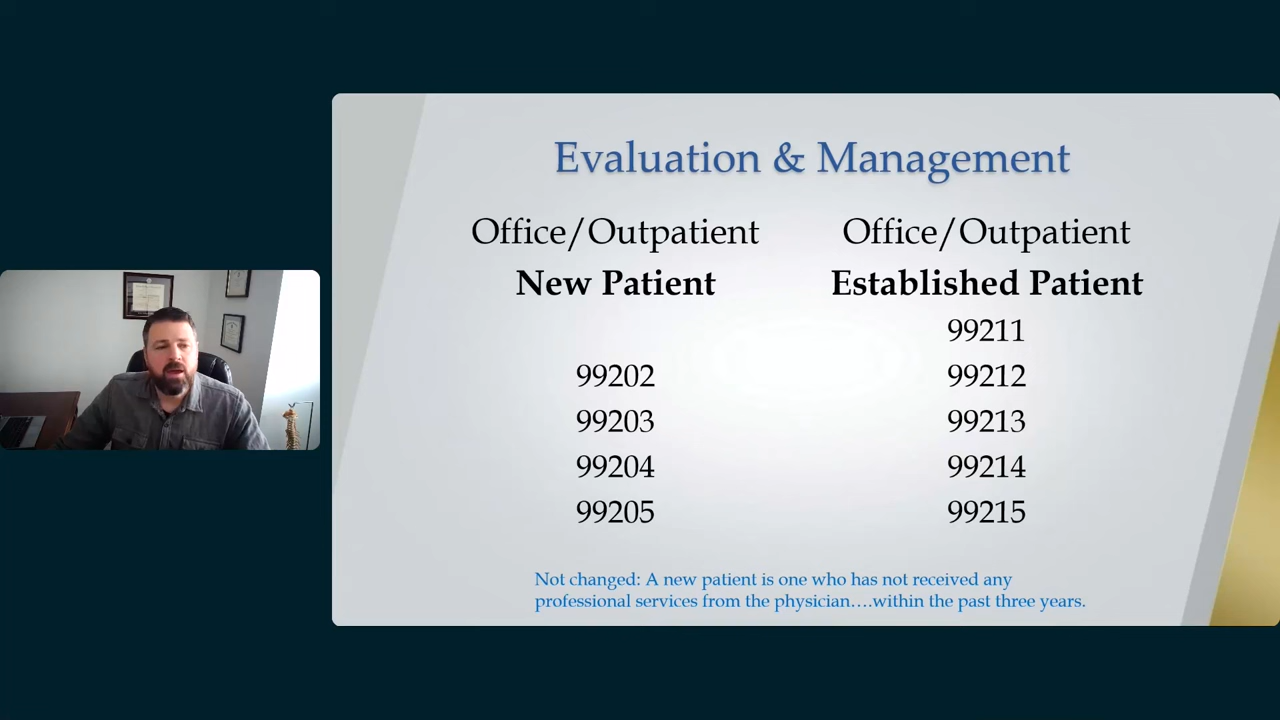 Evaluation & Management
Office/Outpatient
New Patient
99202
99203
99204
99205
Office/Outpatient
Established Patient
99211
99212
99213
99214
99215
Not changed: A new patient is one who has not received any
professional services from the physician….within the past three years.